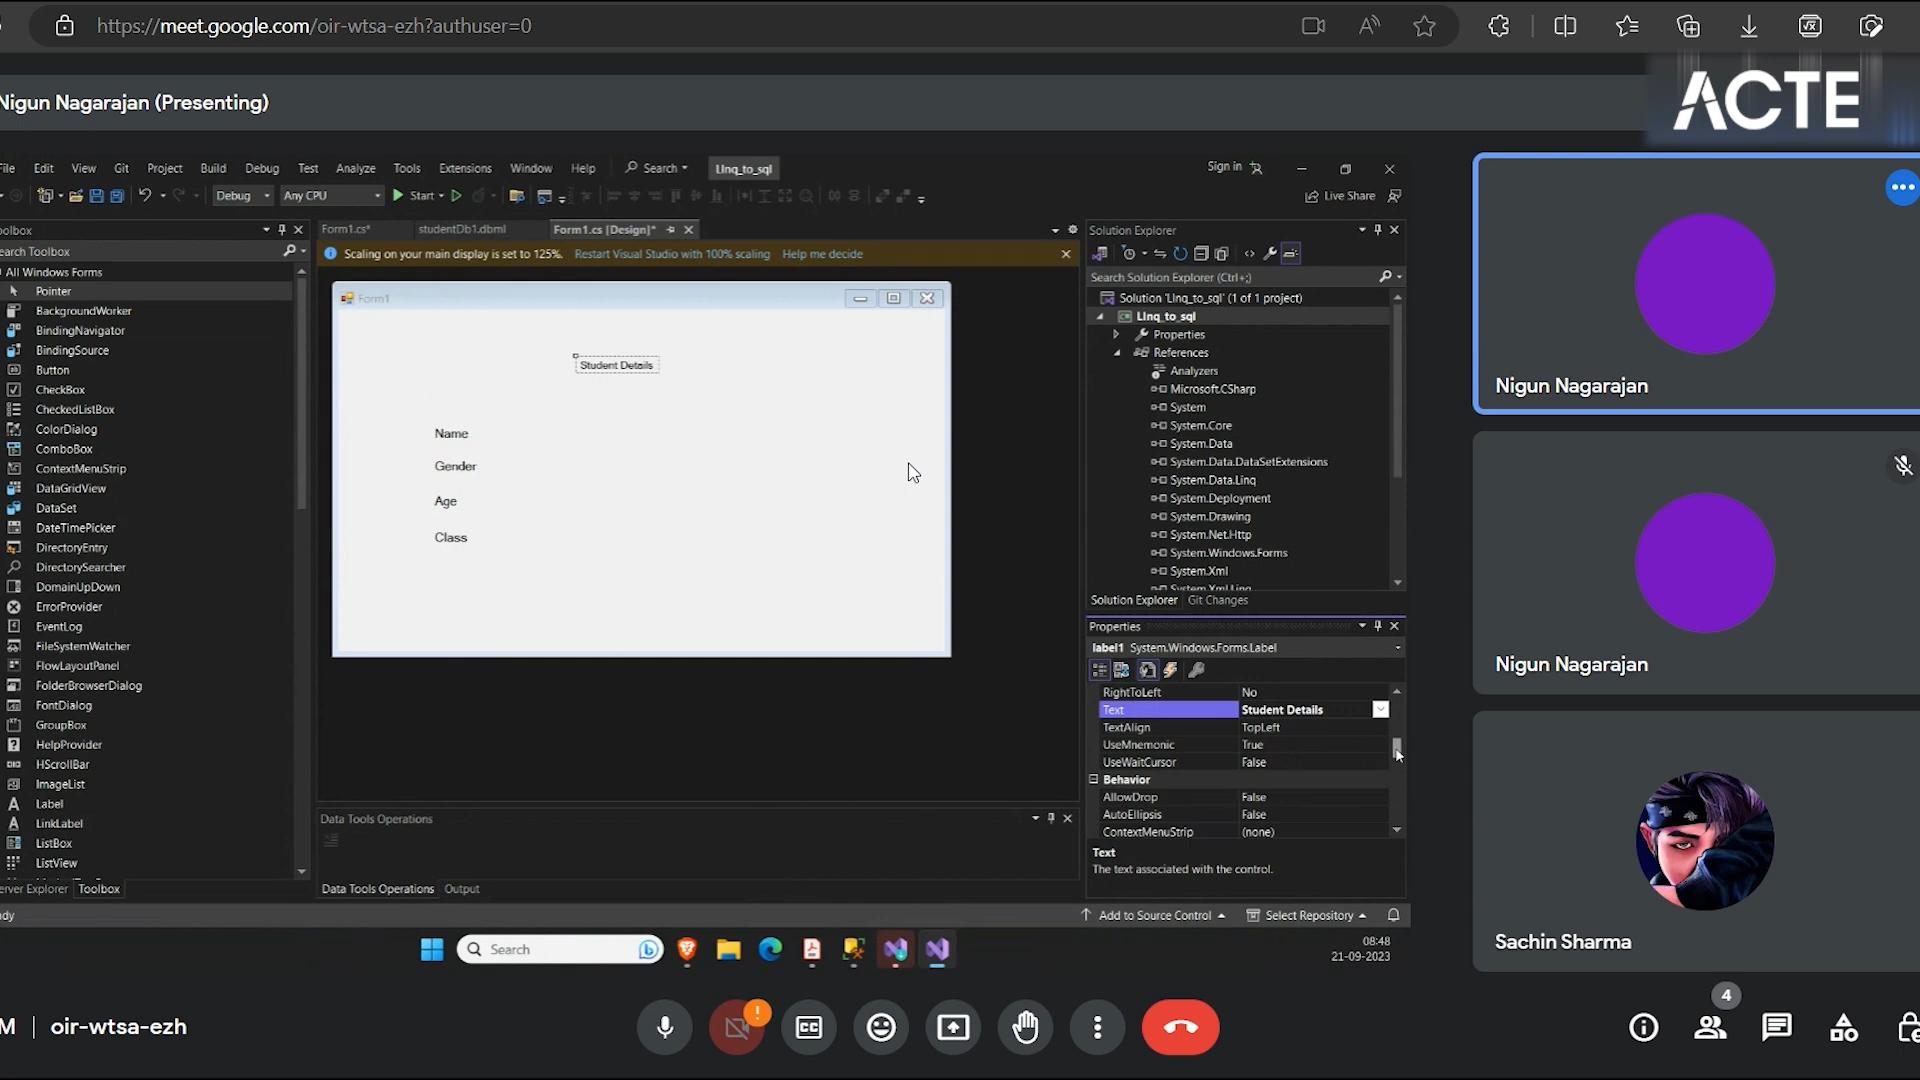 https://meet.google.com/oir-wtsa-ezh?authuser=0
ACTE
Nigun Nagarajan (Presenting)
File Edit View Git Project Build Debug Test Analyze Tools Extensions Window Help Search LInq_to_sql Sign in
Debug Any CPU Start Live Share
Toolbox
Search Toolbox
All Windows Forms
Pointer
BackgroundWorker
BindingNavigator
BindingSource
Button
CheckBox
CheckedListBox
ColorDialog
ComboBox
ContextMenuStrip
DataGridView
DataSet
DateTimePicker
DirectoryEntry
DirectorySearcher
DomainUpDown
ErrorProvider
EventLog
FileSystemWatcher
FlowLayoutPanel
FolderBrowserDialog
FontDialog
GroupBox
HelpProvider
HScrollBar
ImageList
Label
LinkLabel
ListBox
ListView
erver Explorer Toolbox
Form1.cs* studentDb1.dbml Form1.cs [Design]*
Scaling on your main display is set to 125%. Restart Visual Studio with 100% scaling Help me decide
Form1
Student Details
Name
Gender
Age
Class
Data Tools Operations
Data Tools Operations Output
Solution Explorer
Search Solution Explorer (Ctrl+;)
Solution 'LInq_to_sql' (1 of 1 project)
LInq_to_sql
Properties
References
Analyzers
Microsoft.CSharp
System
System.Core
System.Data
System.Data.DataSetExtensions
System.Data.Linq
System.Deployment
System.Drawing
System.Net.Http
System.Windows.Forms
System.Xml
System.Xml.Linq
Solution Explorer Git Changes
Properties
label1 System.Windows.Forms.Label
RightToLeft No
Text Student Details
TextAlign TopLeft
UseMnemonic True
UseWaitCursor False
Behavior
AllowDrop False
AutoEllipsis False
ContextMenuStrip (none)
Text
The text associated with the control.
ady Add to Source Control Select Repository
Search
08:48
21-09-2023
Nigun Nagarajan
Nigun Nagarajan
Sachin Sharma
M | oir-wtsa-ezh
CC
4